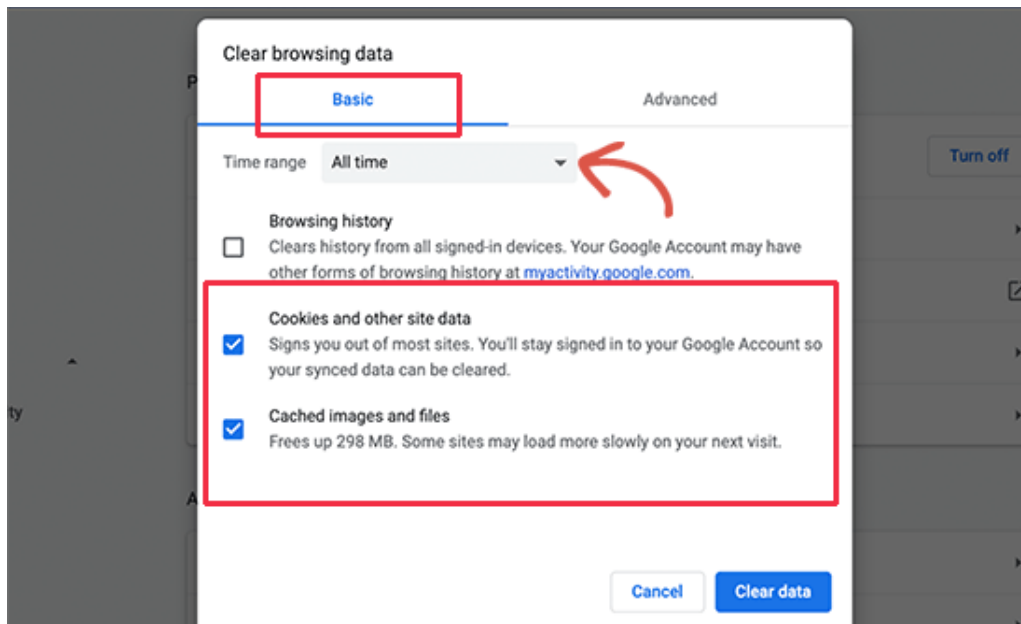 Clear browsing data
P
Basic
Advanced
Time range
All time
Turn off
Browsing history
Clears history from all signed-in devices. Your Google Account may have
other forms of browsing history at myactivity.google.com.
Cookies and other site data
Signs you out of most sites. You'll stay signed in to your Google Account so
your synced data can be cleared.
ty
Cached images and files
Frees up 298 MB. Some sites may load more slowly on your next visit.
A
Cancel
Clear data